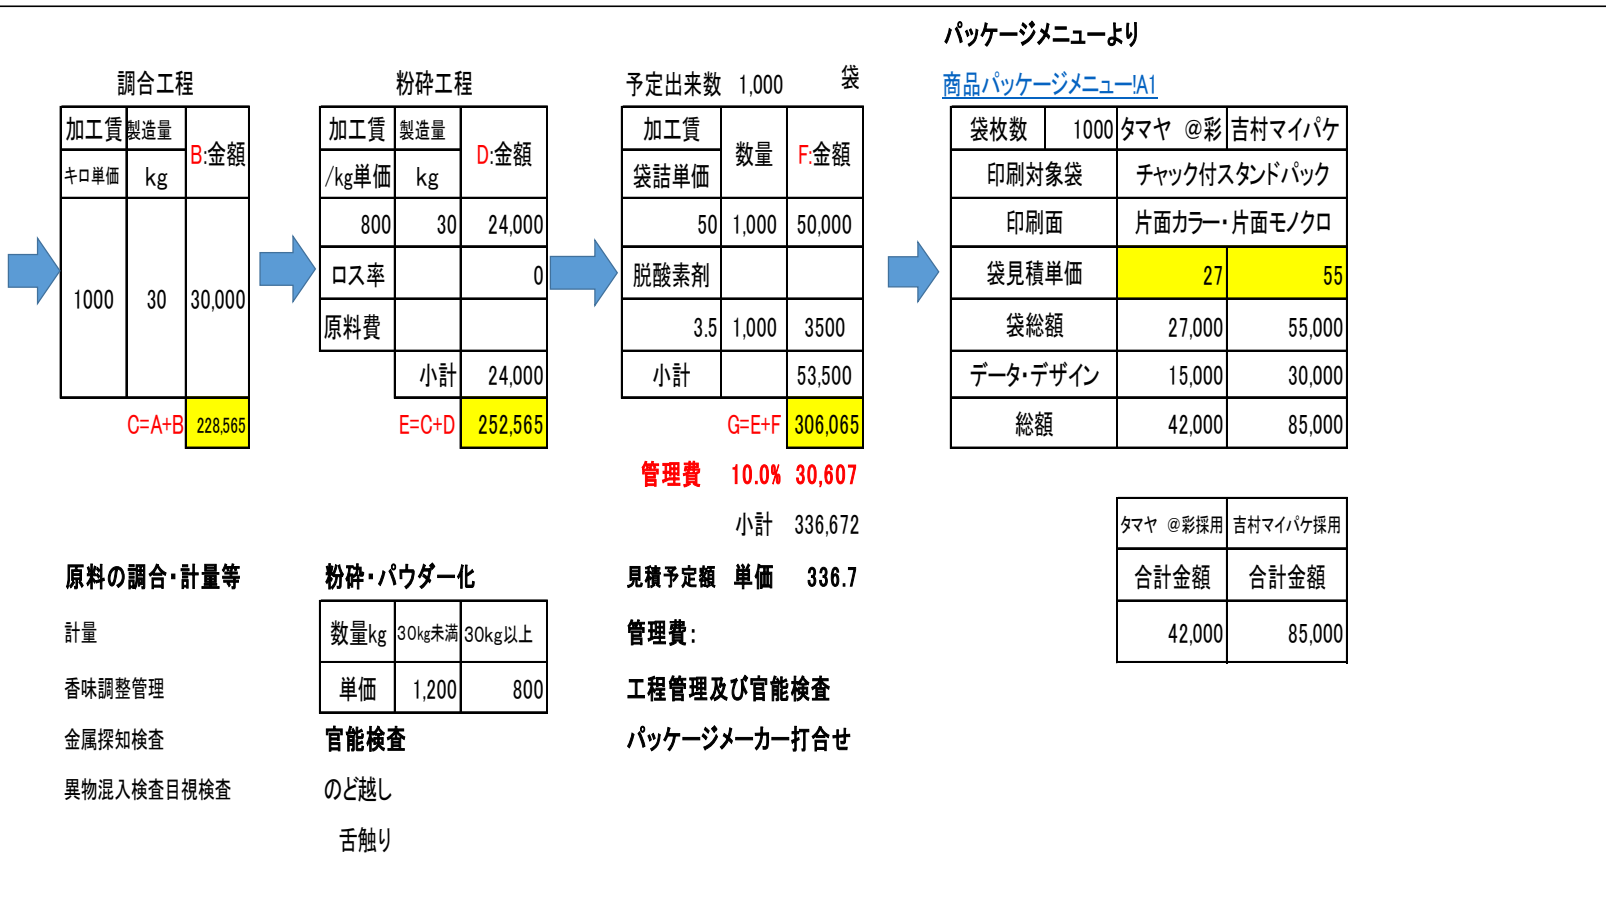 パッケージメニューより
調合工程
粉砕工程
予定出来数 1,000 袋
商品パッケージメニュー!A1
加工賃 製造量 B:金額
キロ単価 kg
1000 30 30,000
C=A+B 228,565
加工賃 製造量 D:金額
/kg単価 kg
800 30 24,000
ロス率 0
原料費
小計 24,000
E=C+D 252,565
加工賃 数量 F:金額
袋詰単価
50 1,000 50,000
脱酸素剤
3.5 1,000 3500
小計 53,500
G=E+F 306,065
管理費 10.0% 30,607
小計 336,672
見積予定額 単価 336.7
管理費:
工程管理及び官能検査
パッケージメーカー打合せ
袋枚数 1000 タマヤ @彩 吉村マイパケ
印刷対象袋 チャック付スタンドパック
印刷面 片面カラー・片面モノクロ
袋見積単価 27 55
袋総額 27,000 55,000
データ・デザイン 15,000 30,000
総額 42,000 85,000
タマヤ @彩採用 吉村マイパケ採用
合計金額 合計金額
42,000 85,000
原料の調合・計量等
計量
香味調整管理
金属探知検査
異物混入検査目視検査
粉砕・パウダー化
数量kg 30kg未満 30kg以上
単価 1,200 800
官能検査
のど越し
舌触り